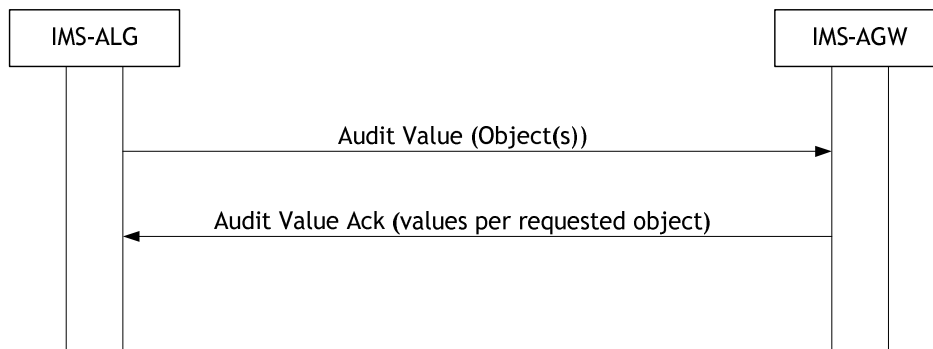 IMS-ALG
IMS-AGW
Audit Value (Object(s))
Audit Value Ack (values per requested object)